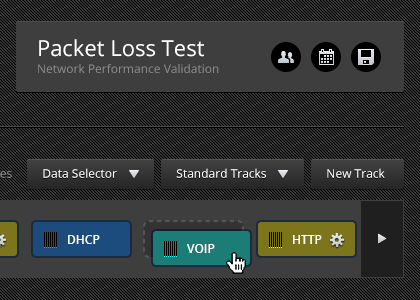 Packet Loss Test
Network Performance Validation
es Data Selector Standard Tracks New Track
DHCP VOIP HTTP